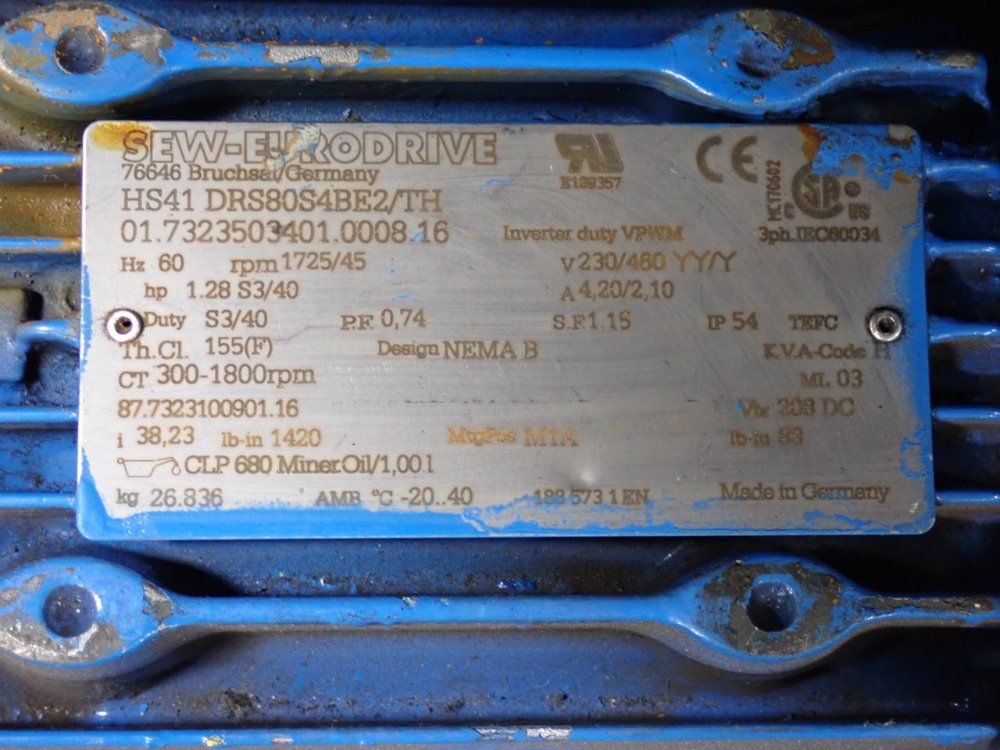 SEW-EURODRIVE
76646 Bruchsal/Germany
HS41 DRS80S4BE2/TH
01.7323503401.0008.16 Inverter duty VPWM 3ph.IEC60034
E189357
CE
MC170602
Hz 60 rpm 1725/45 V 230/460 YY/Y
hp 1.28 S3/40 A 4,20/2,10
Duty S3/40 P.F. 0,74 S.F. 1.15 IP 54 TEFC
Th.Cl. 155(F) Design NEMA B K.V.A-Code H
CT 300-1800rpm ML 03
87.7323100901.16 Vbr 208 DC
i 38,23 lb-in 1420 MtgPos M1A lb-in
CLP 680 Miner.Oil/1,00 l
kg 26.836 AMB °C -20..40 189 573 1 EN Made in Germany